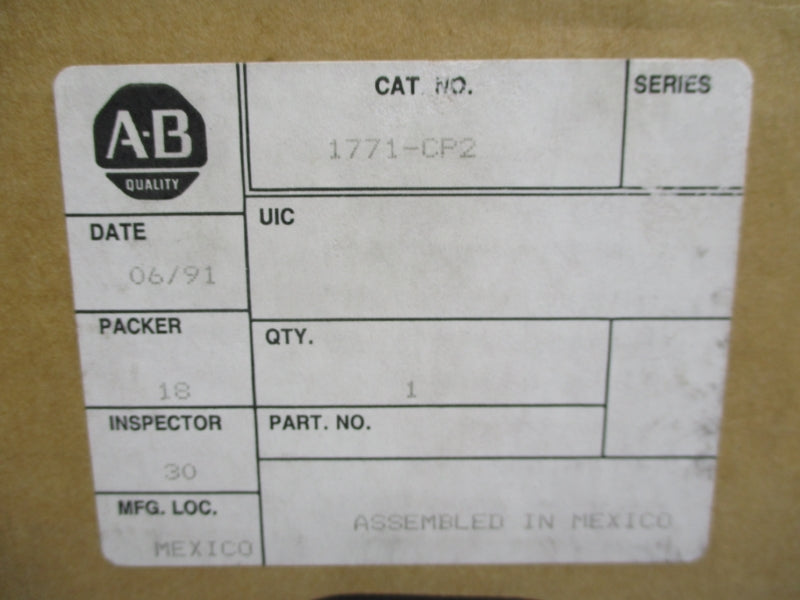 A-B
QUALITY
CAT. NO.
1771-CP2
SERIES
DATE
06/91
UIC
PACKER
18
QTY.
1
INSPECTOR
30
PART. NO.
MFG. LOC.
MEXICO
ASSEMBLED IN MEXICO